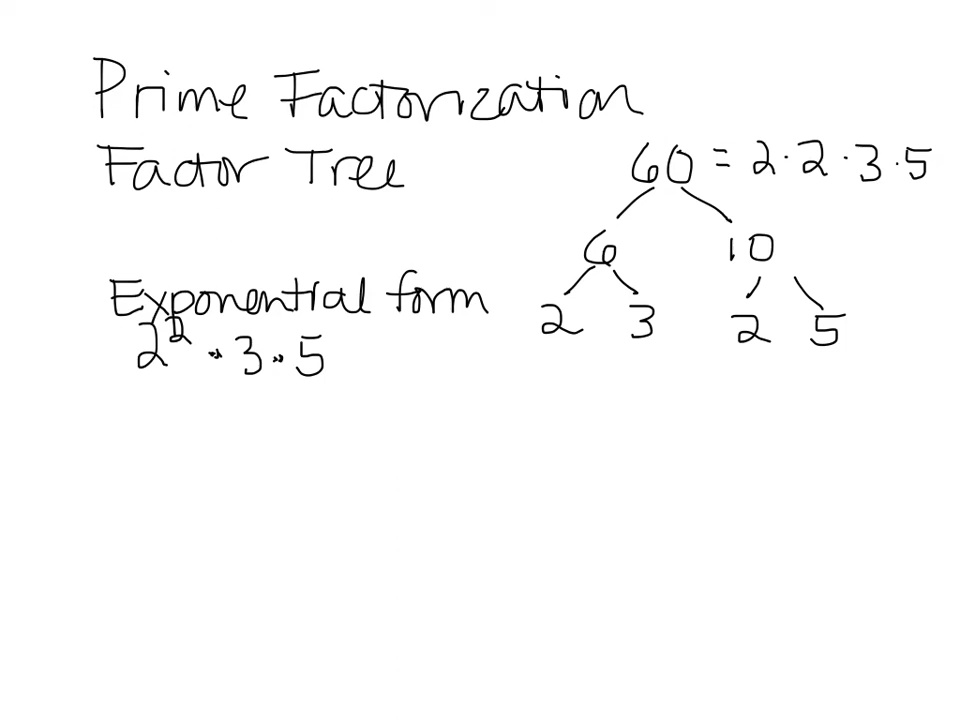 Prime Factorization
Factor Tree
60 = 2 · 2 · 3 · 5
6 10
2 3 2 5
Exponential form
2² · 3 · 5